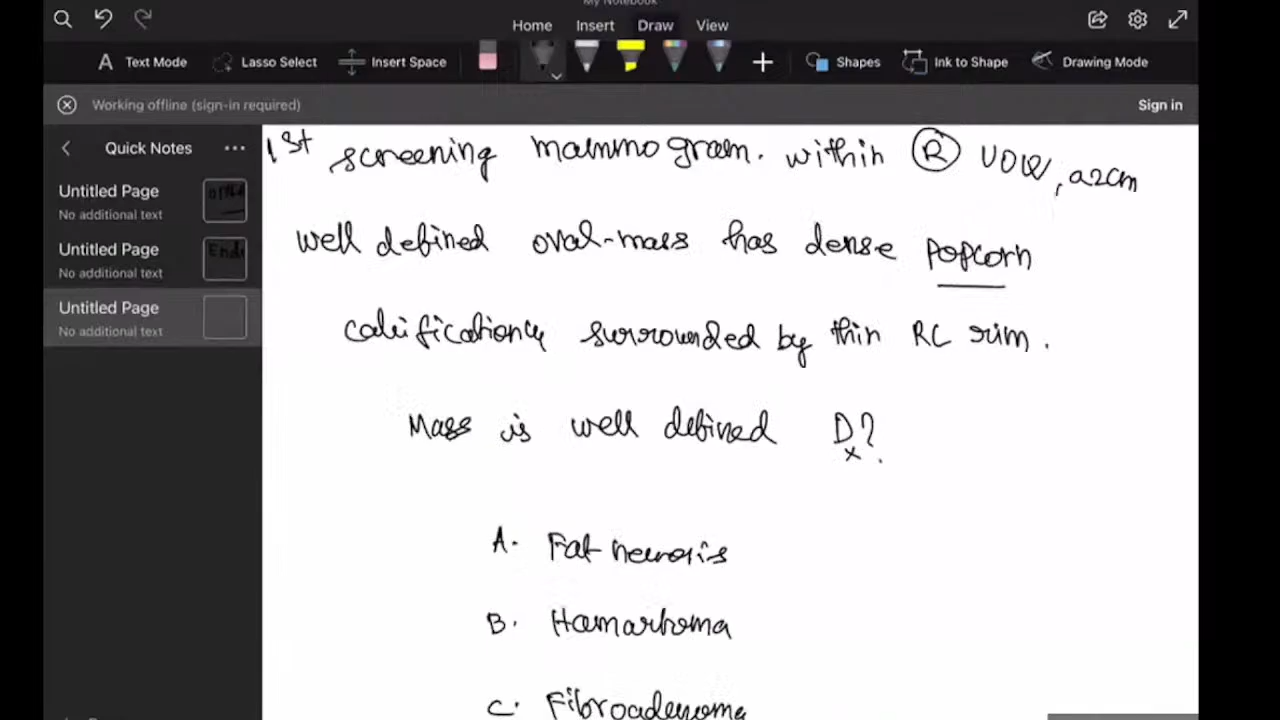 My Notebook
Home Insert Draw View
Text Mode Lasso Select Insert Space Shapes Ink to Shape Drawing Mode
Working offline (sign-in required) Sign in
Quick Notes
Untitled Page
No additional text
Untitled Page
No additional text
Untitled Page
No additional text
1st screening mammogram. within R UOQ, a 2cm
well defined oval-mass has dense popcorn
calcifications surrounded by thin RC rim.
Mass is well defined Dx?
A. Fat necrosis
B. Hamartoma
C. Fibroadenoma